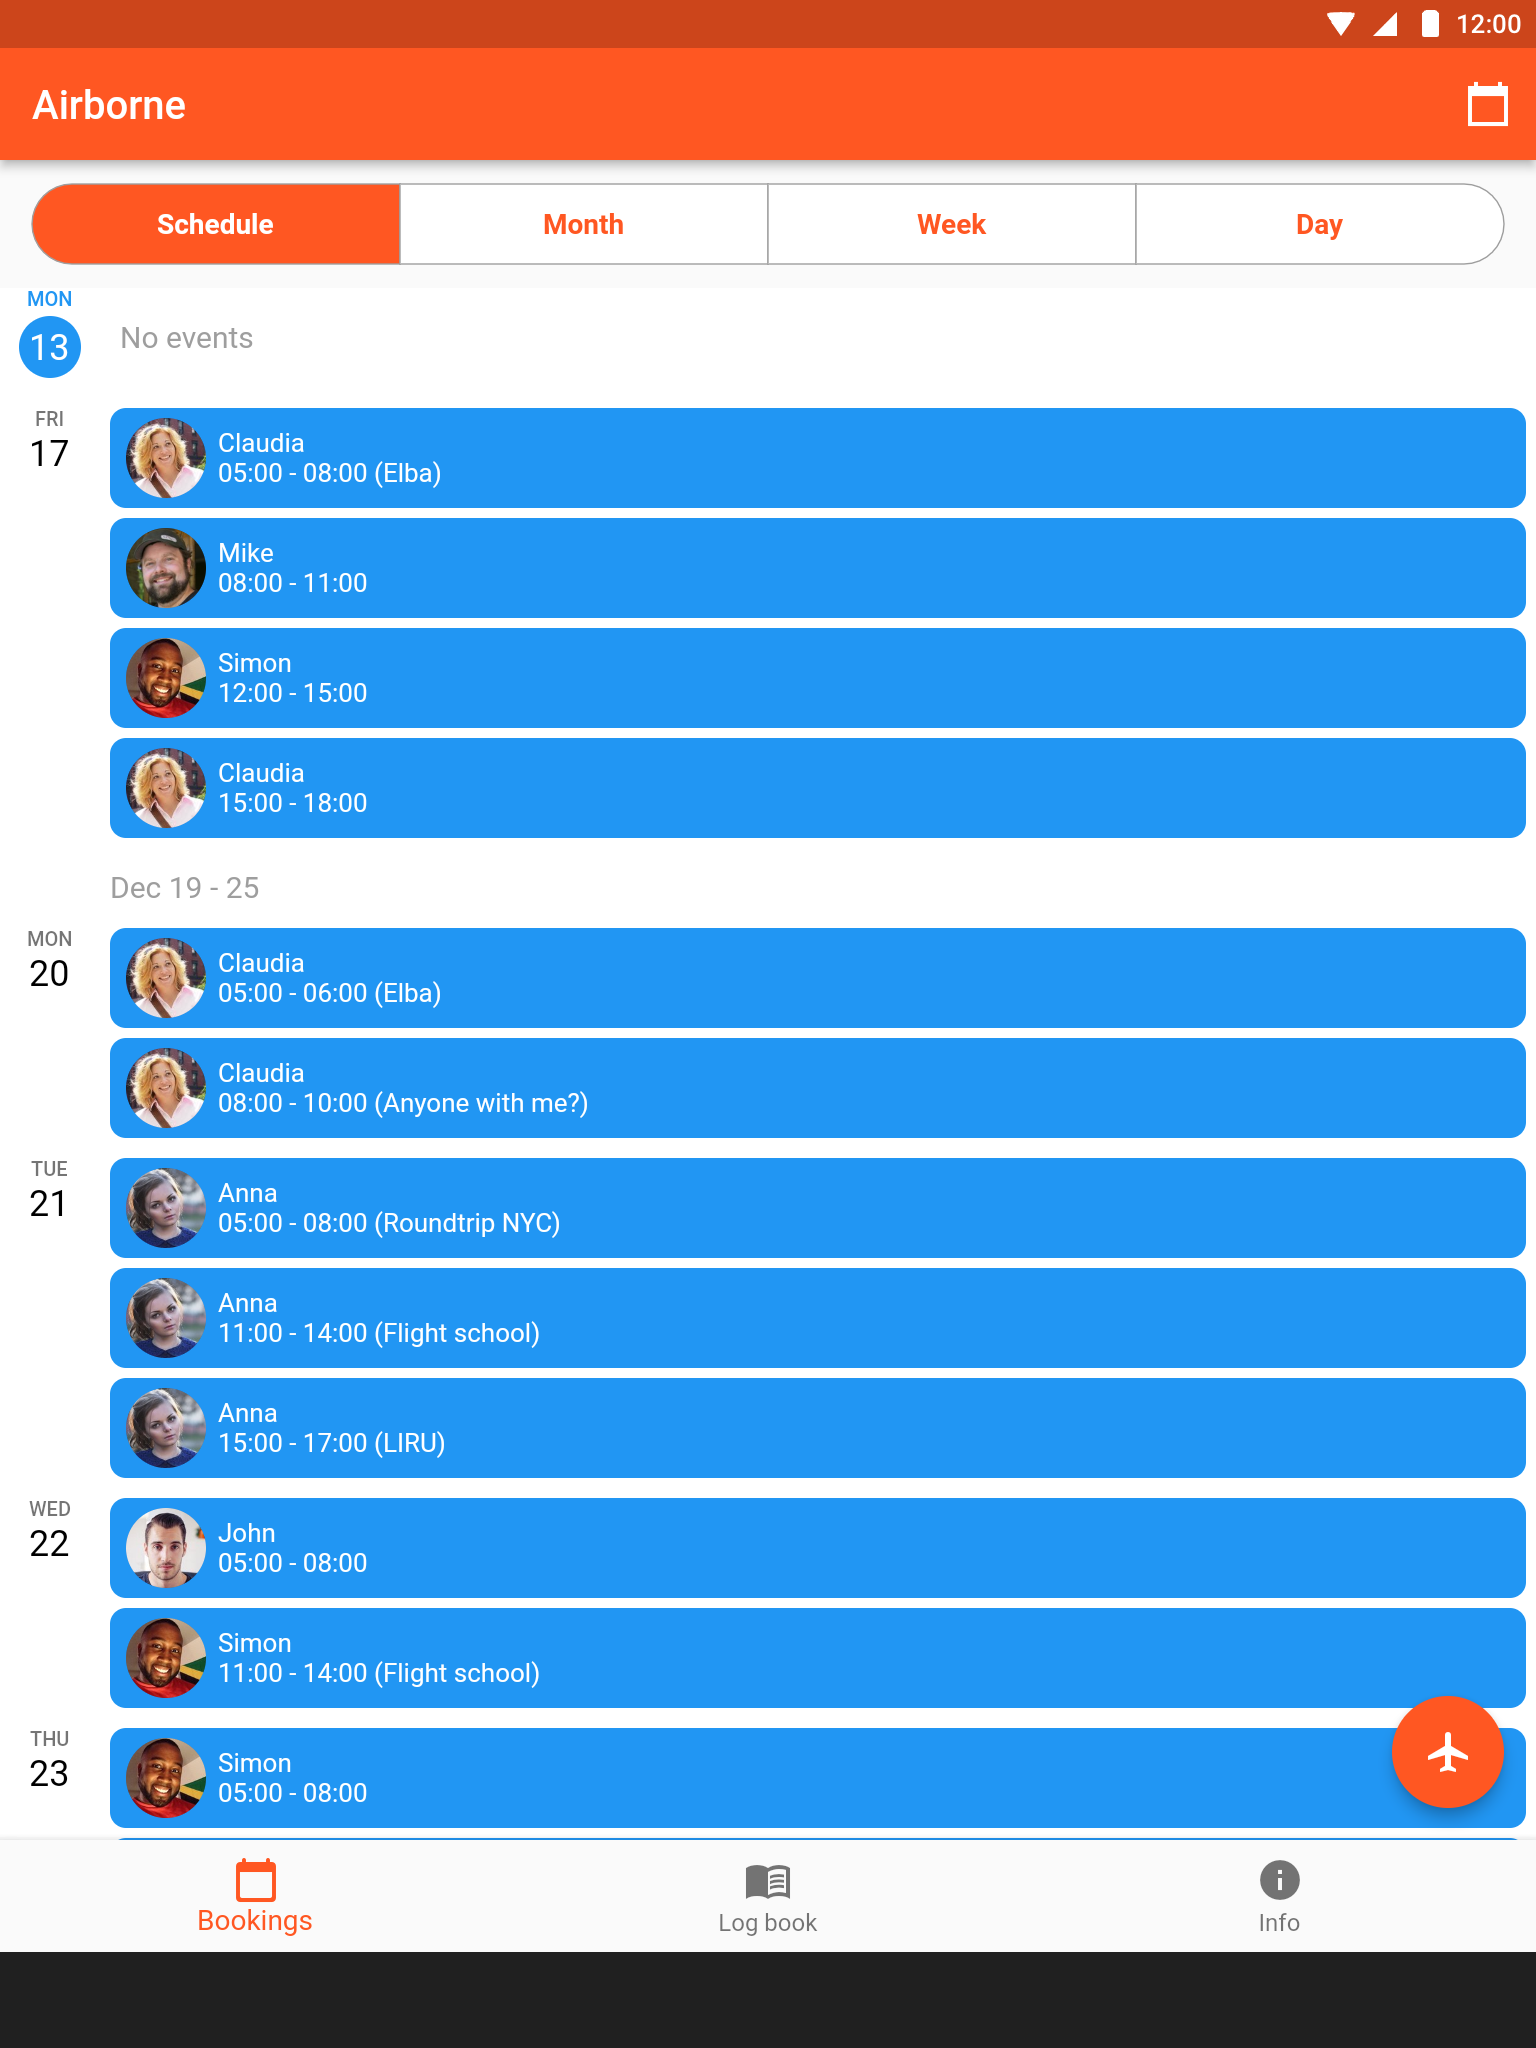 12:00
Airborne
Schedule
Month
Week
Day
MON
13
No events
FRI
17
Claudia
05:00 - 08:00 (Elba)
Mike
08:00 - 11:00
Simon
12:00 - 15:00
Claudia
15:00 - 18:00
Dec 19 - 25
MON
20
Claudia
05:00 - 06:00 (Elba)
Claudia
08:00 - 10:00 (Anyone with me?)
TUE
21
Anna
05:00 - 08:00 (Roundtrip NYC)
Anna
11:00 - 14:00 (Flight school)
Anna
15:00 - 17:00 (LIRU)
WED
22
John
05:00 - 08:00
Simon
11:00 - 14:00 (Flight school)
THU
23
Simon
05:00 - 08:00
Bookings
Log book
Info